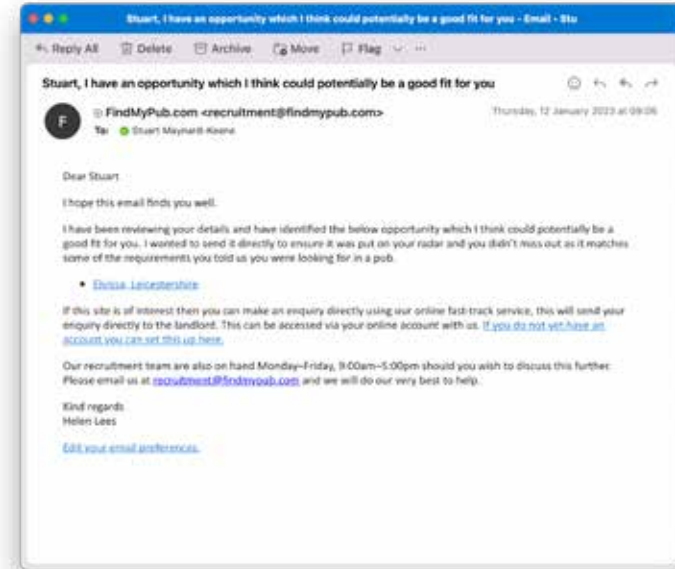 Stuart, I have an opportunity which I think could potentially be a good fit for you - Email - Stu
Reply All Delete Archive Move Flag
Stuart, I have an opportunity which I think could potentially be a good fit for you
F
FindMyPub.com <recruitment@findmypub.com>
Thursday, 12 January 2023 at 09:06
To: Stuart Maynard-Keene
Dear Stuart
I hope this email finds you well.
I have been reviewing your details and have identified the below opportunity which I think could potentially be a
good fit for you. I wanted to send it directly to ensure it was put on your radar and you didn't miss out as it matches
some of the requirements you told us you were looking for in a pub.
• Leicestershire
If this site is of interest then you can make an enquiry directly using our online fast-track service, this will send your
enquiry directly to the landlord. This can be accessed via your online account with us. If you do not yet have an
account you can set this up here.
Our recruitment team are also on hand Monday–Friday, 9:00am–5:00pm should you wish to discuss this further.
Please email us at recruitment@findmypub.com and we will do our very best to help.
Kind regards
Helen Lees
Edit your email preferences.